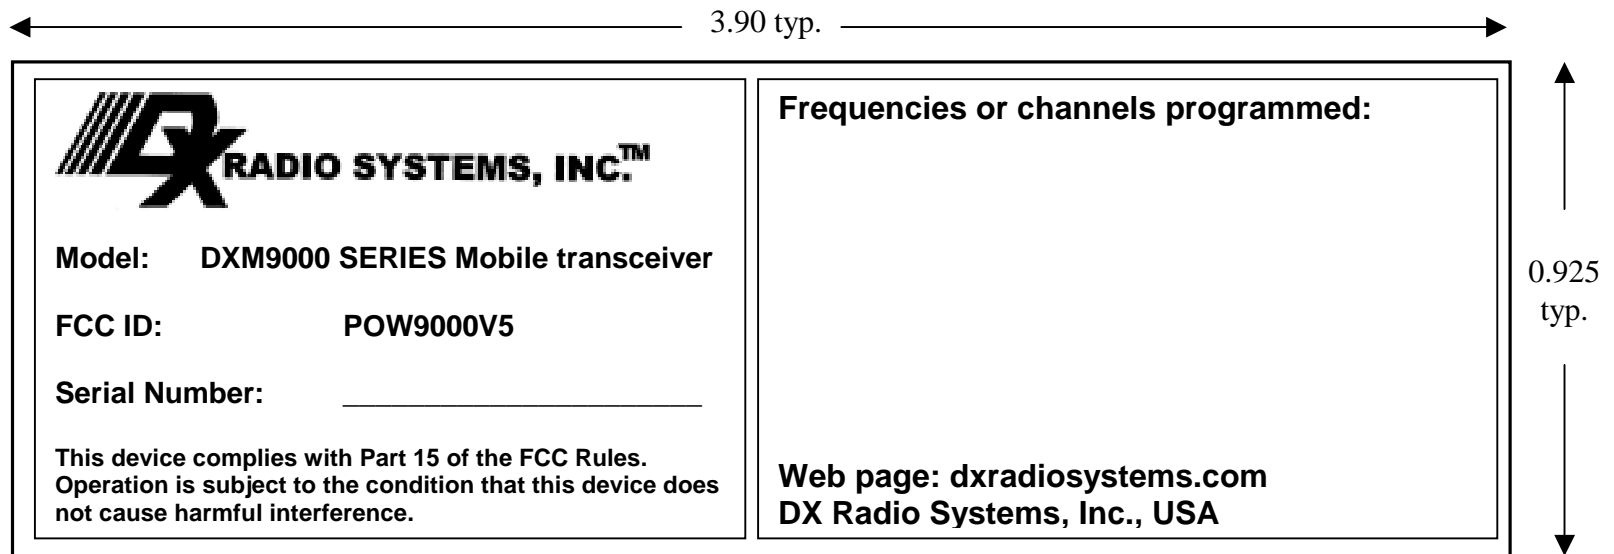 3.90 typ.
DX RADIO SYSTEMS, INC.™
Model: DXM9000 SERIES Mobile transceiver
FCC ID: POW9000V5
Serial Number: ______________________
This device complies with Part 15 of the FCC Rules.
Operation is subject to the condition that this device does
not cause harmful interference.
Frequencies or channels programmed:
Web page: dxradiosystems.com
DX Radio Systems, Inc., USA
0.925
typ.